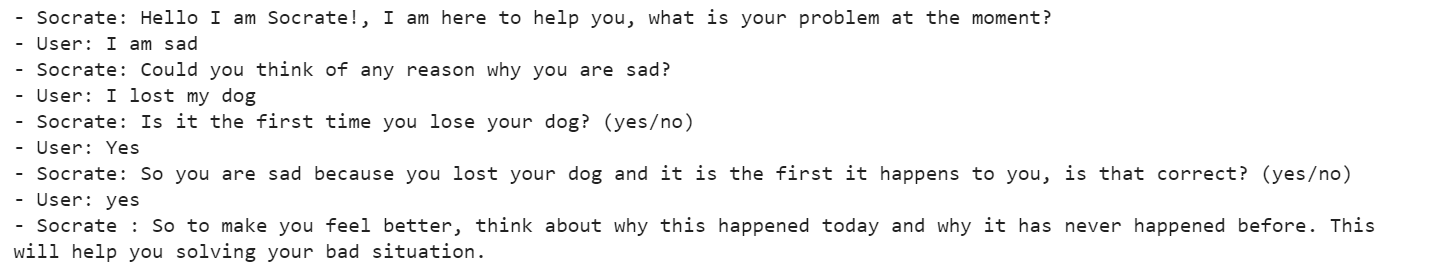 - Socrate: Hello I am Socrate!, I am here to help you, what is your problem at the moment?
- User: I am sad
- Socrate: Could you think of any reason why you are sad?
- User: I lost my dog
- Socrate: Is it the first time you lose your dog? (yes/no)
- User: Yes
- Socrate: So you are sad because you lost your dog and it is the first it happens to you, is that correct? (yes/no)
- User: yes
- Socrate : So to make you feel better, think about why this happened today and why it has never happened before. This
will help you solving your bad situation.